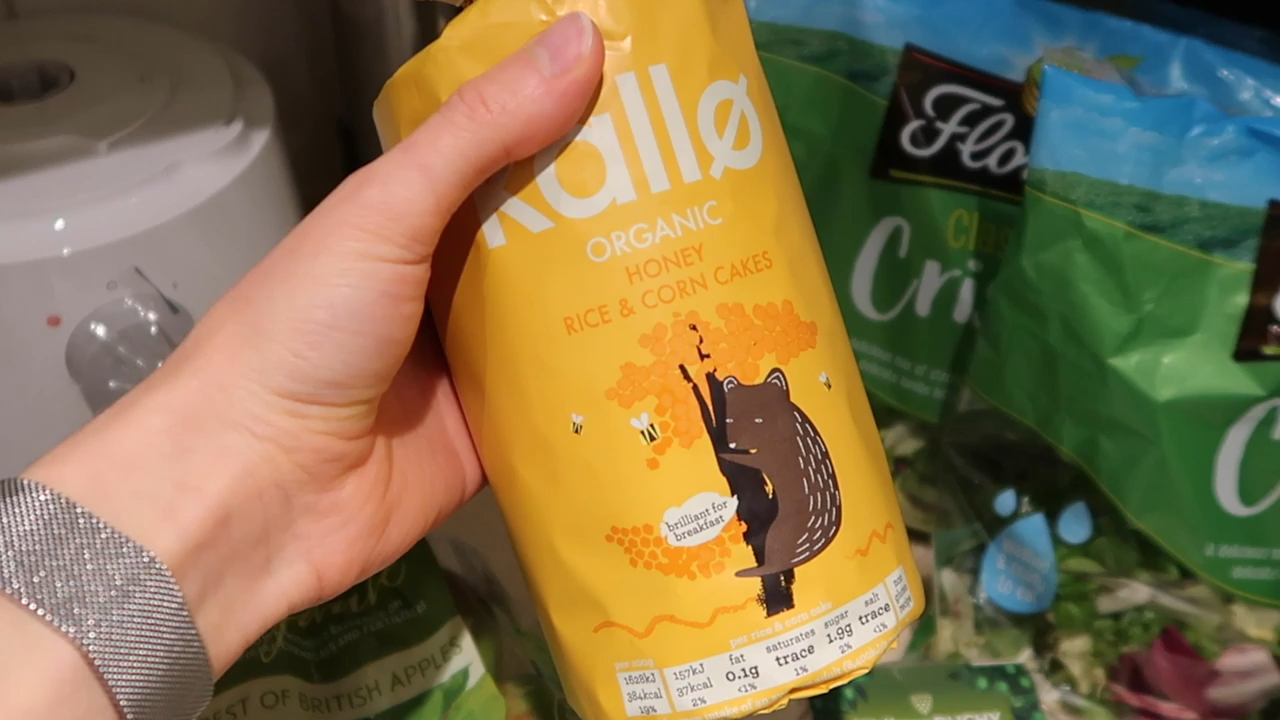 kallø
ORGANIC
HONEY
RICE & CORN CAKES
brilliant for
breakfast
per rice & corn cake
per 100g
1628kJ
384kcal
19%
157kJ
37kcal
2%
fat
0.1g
<1%
saturates
trace
1%
sugar
1.9g
2%
salt
trace
<1%
Flo
Cri
C
EST OF BRITISH APPLES